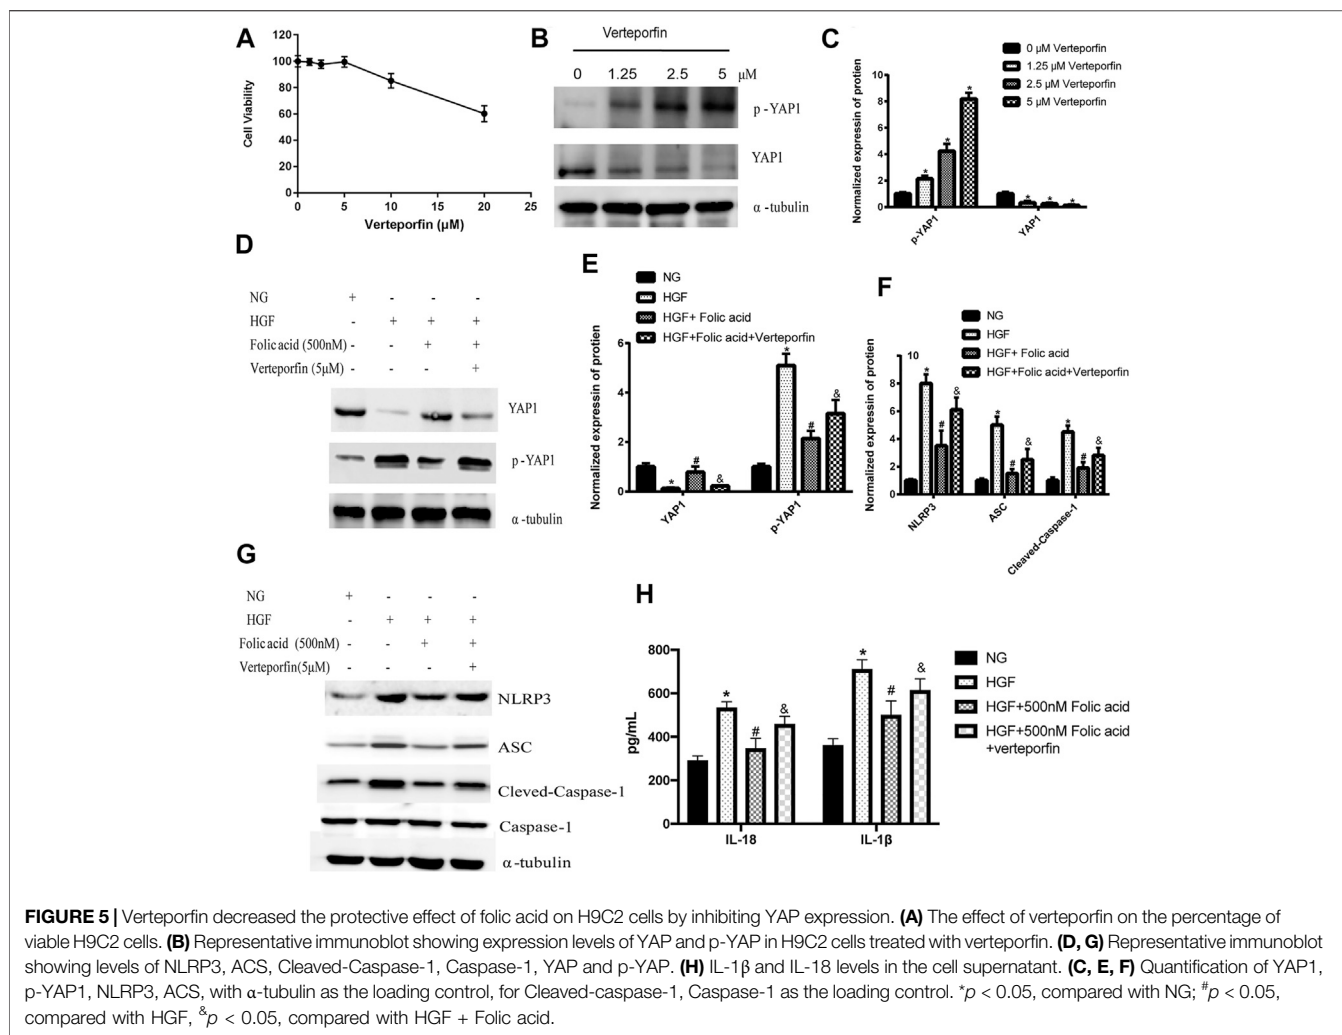 A
120
100
80
60
40
20
0
Cell Viability
0
5
10
15
20
25
Verteporfin (µM)
B
Verteporfin
0 1.25 2.5 5 µM
p-YAP1
YAP1
α-tubulin
C
0 µM Verteporfin
1.25 µM Verteporfin
2.5 µM Verteporfin
5 µM Verteporfin
Normalized expressin of protien
10
8
6
4
2
0
* * *
* * *
p-YAP1
YAP1
D
NG + - - -
HGF - + + +
Folic acid (500nM) - - + +
Verteporfin (5µM) - - - +
YAP1
p-YAP1
α-tubulin
E
NG
HGF
HGF+ Folic acid
HGF+Folic acid+Verteporfin
Normalized expressin of protien
6
4
2
0
* # &
* # &
YAP1
p-YAP1
F
NG
HGF
HGF+ Folic acid
HGF+Folic acid+Verteporfin
Normalized expressin of protien
10
8
6
4
2
0
* # &
* # &
* # &
NLRP3
ASC
Cleaved-Caspase-1
G
NG + - - -
HGF - + + +
Folic acid (500nM) - - + +
Verteporfin(5µM) - - - +
NLRP3
ASC
Cleved-Caspase-1
Caspase-1
α-tubulin
H
pg/mL
800
600
400
200
0
* # &
* # &
IL-18
IL-1β
NG
HGF
HGF+500nM Folic acid
HGF+500nM Folic acid
+verteporfin
FIGURE 5 | Verteporfin decreased the protective effect of folic acid on H9C2 cells by inhibiting YAP expression. (A) The effect of verteporfin on the percentage of
viable H9C2 cells. (B) Representative immunoblot showing expression levels of YAP and p-YAP in H9C2 cells treated with verteporfin. (D, G) Representative immunoblot
showing levels of NLRP3, ACS, Cleaved-Caspase-1, Caspase-1, YAP and p-YAP. (H) IL-1β and IL-18 levels in the cell supernatant. (C, E, F) Quantification of YAP1,
p-YAP1, NLRP3, ACS, with α-tubulin as the loading control, for Cleaved-caspase-1, Caspase-1 as the loading control. *p < 0.05, compared with NG; #p < 0.05,
compared with HGF, &p < 0.05, compared with HGF + Folic acid.